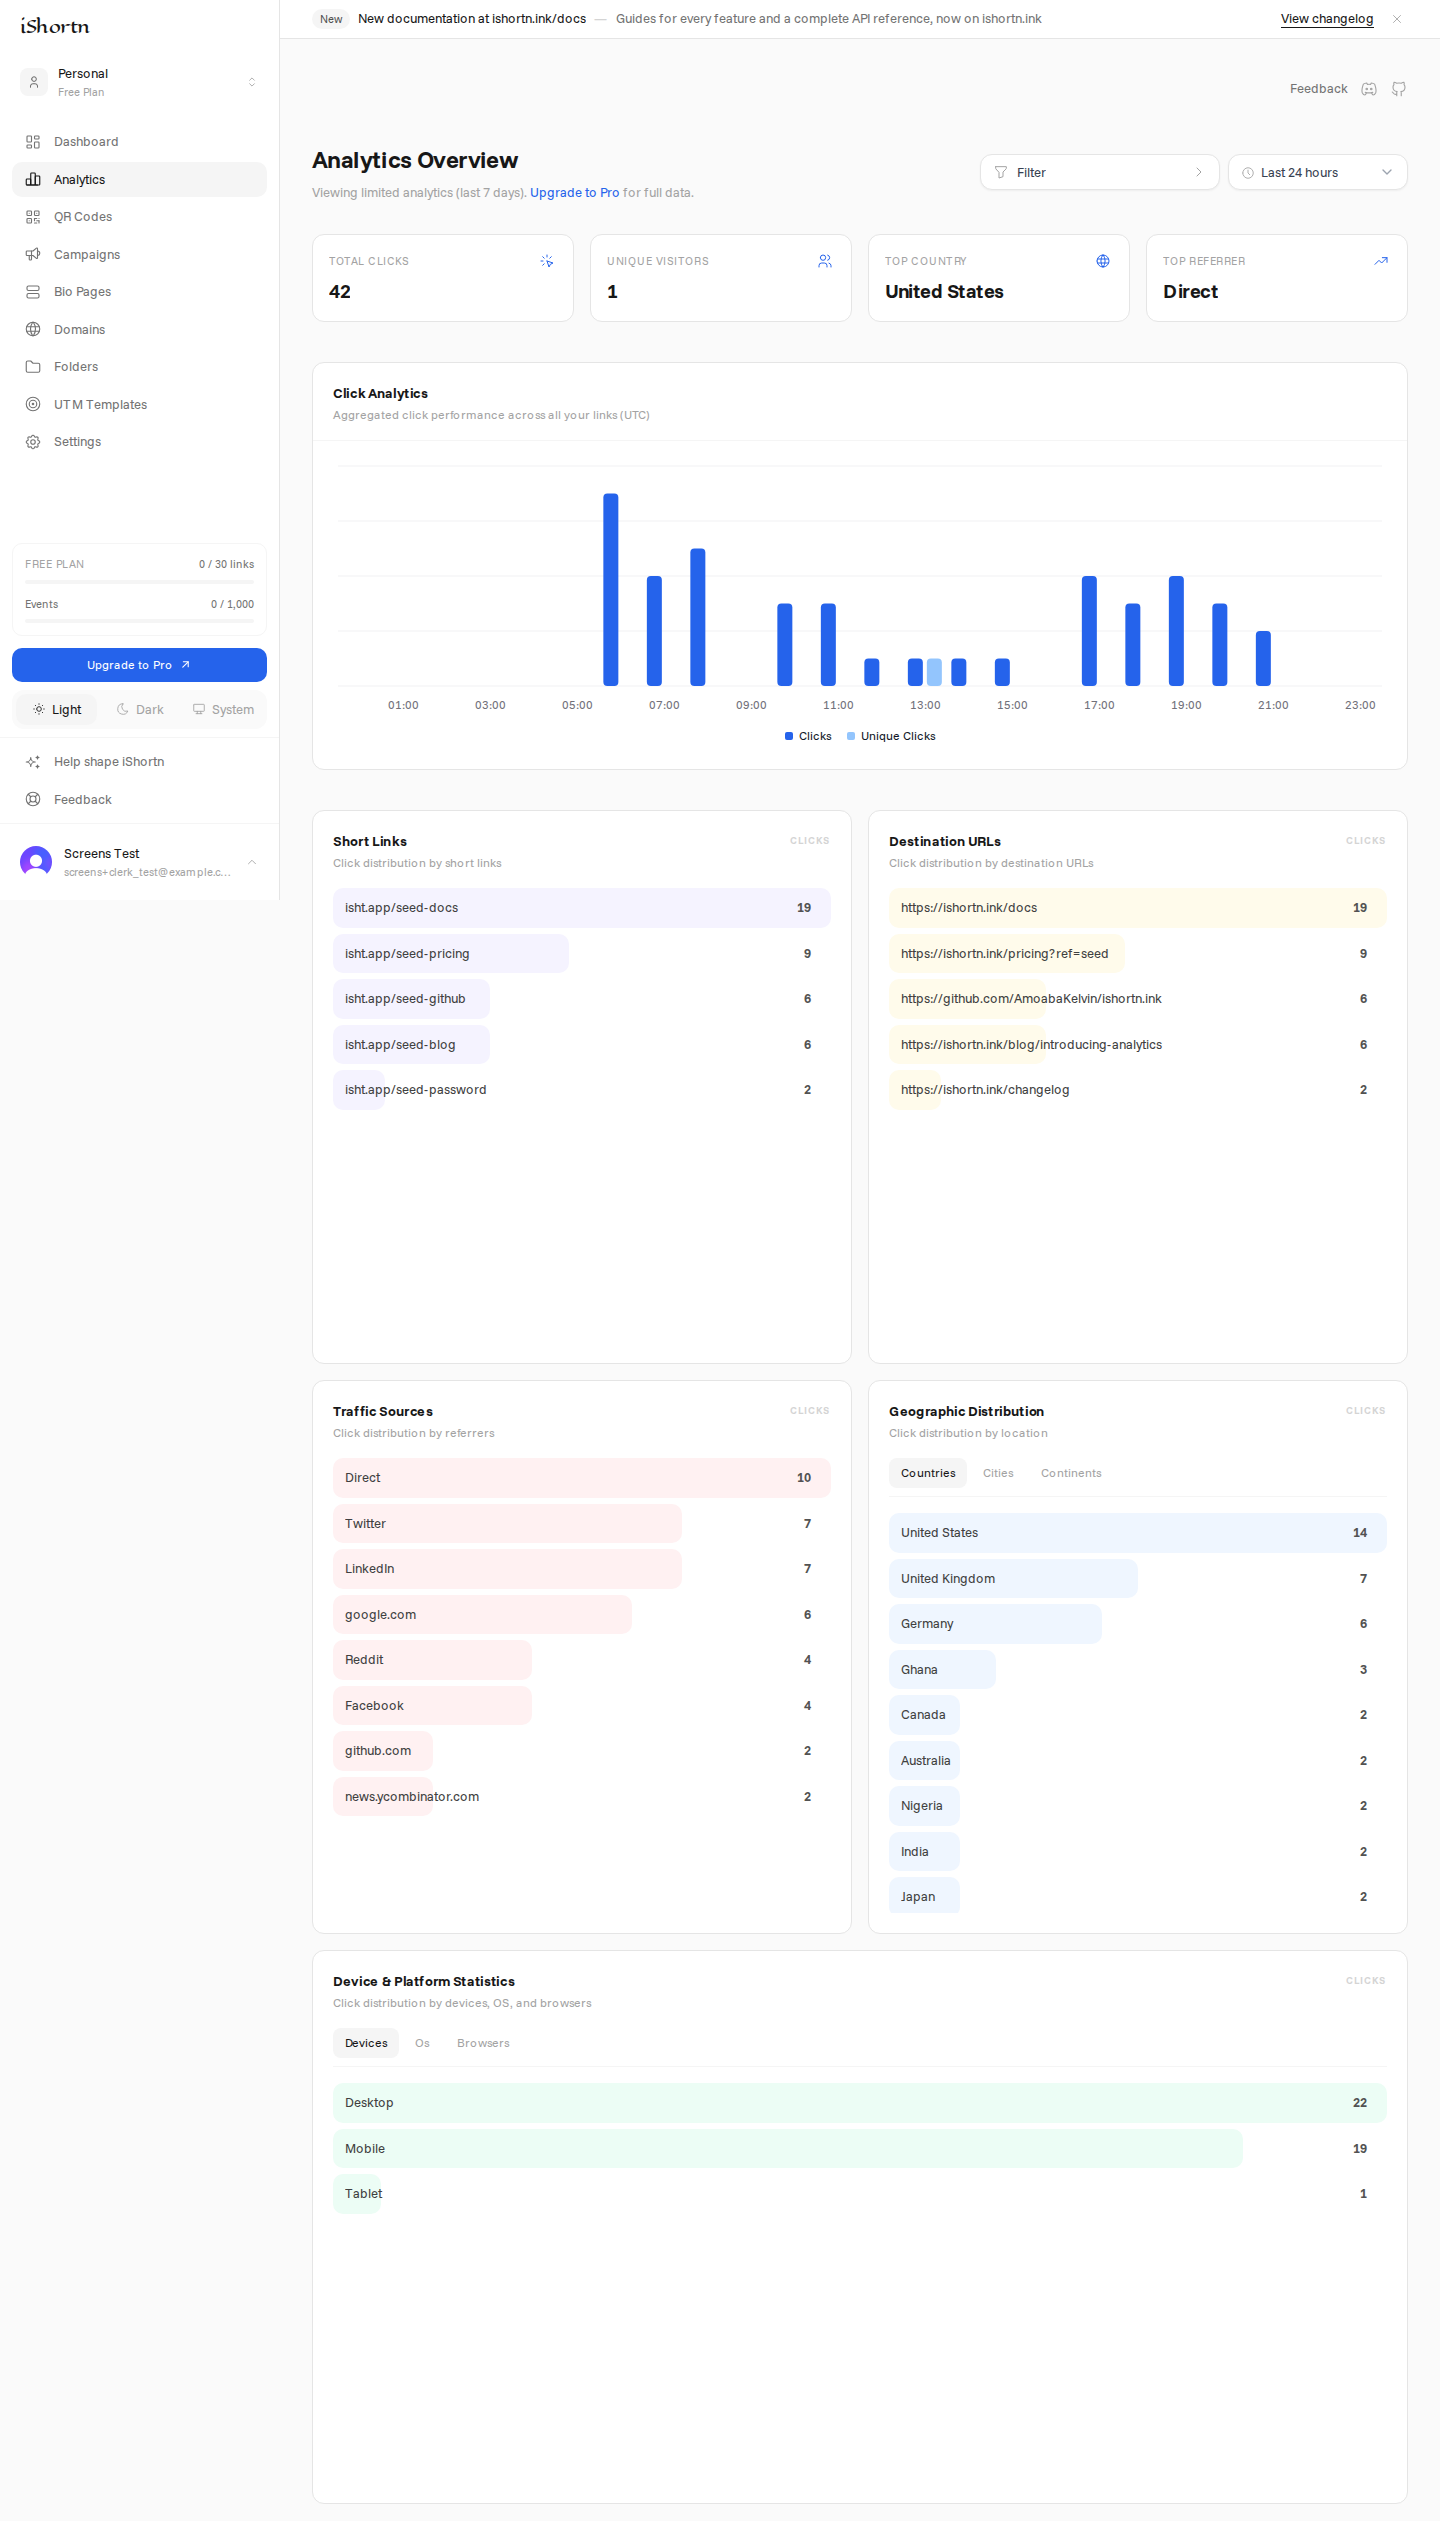 iShortn
Personal
Free Plan
Dashboard
Analytics
QR Codes
Campaigns
Bio Pages
Domains
Folders
UTM Templates
Settings
FREE PLAN 0 / 30 links
Events 0 / 1,000
Upgrade to Pro
Light Dark System
Help shape iShortn
Feedback
Screens Test
screens+clerk_test@example.c...
New New documentation at ishortn.ink/docs — Guides for every feature and a complete API reference, now on ishortn.ink View changelog
Feedback
Analytics Overview
Viewing limited analytics (last 7 days). Upgrade to Pro for full data.
Filter Last 24 hours
TOTAL CLICKS
42
UNIQUE VISITORS
1
TOP COUNTRY
United States
TOP REFERRER
Direct
Click Analytics
Aggregated click performance across all your links (UTC)
01:00 03:00 05:00 07:00 09:00 11:00 13:00 15:00 17:00 19:00 21:00 23:00
Clicks Unique Clicks
Short Links CLICKS
Click distribution by short links
isht.app/seed-docs 19
isht.app/seed-pricing 9
isht.app/seed-github 6
isht.app/seed-blog 6
isht.app/seed-password 2
Destination URLs CLICKS
Click distribution by destination URLs
https://ishortn.ink/docs 19
https://ishortn.ink/pricing?ref=seed 9
https://github.com/AmoabaKelvin/ishortn.ink 6
https://ishortn.ink/blog/introducing-analytics 6
https://ishortn.ink/changelog 2
Traffic Sources CLICKS
Click distribution by referrers
Direct 10
Twitter 7
LinkedIn 7
google.com 6
Reddit 4
Facebook 4
github.com 2
news.ycombinator.com 2
Geographic Distribution CLICKS
Click distribution by location
Countries Cities Continents
United States 14
United Kingdom 7
Germany 6
Ghana 3
Canada 2
Australia 2
Nigeria 2
India 2
Japan 2
Device & Platform Statistics CLICKS
Click distribution by devices, OS, and browsers
Devices Os Browsers
Desktop 22
Mobile 19
Tablet 1